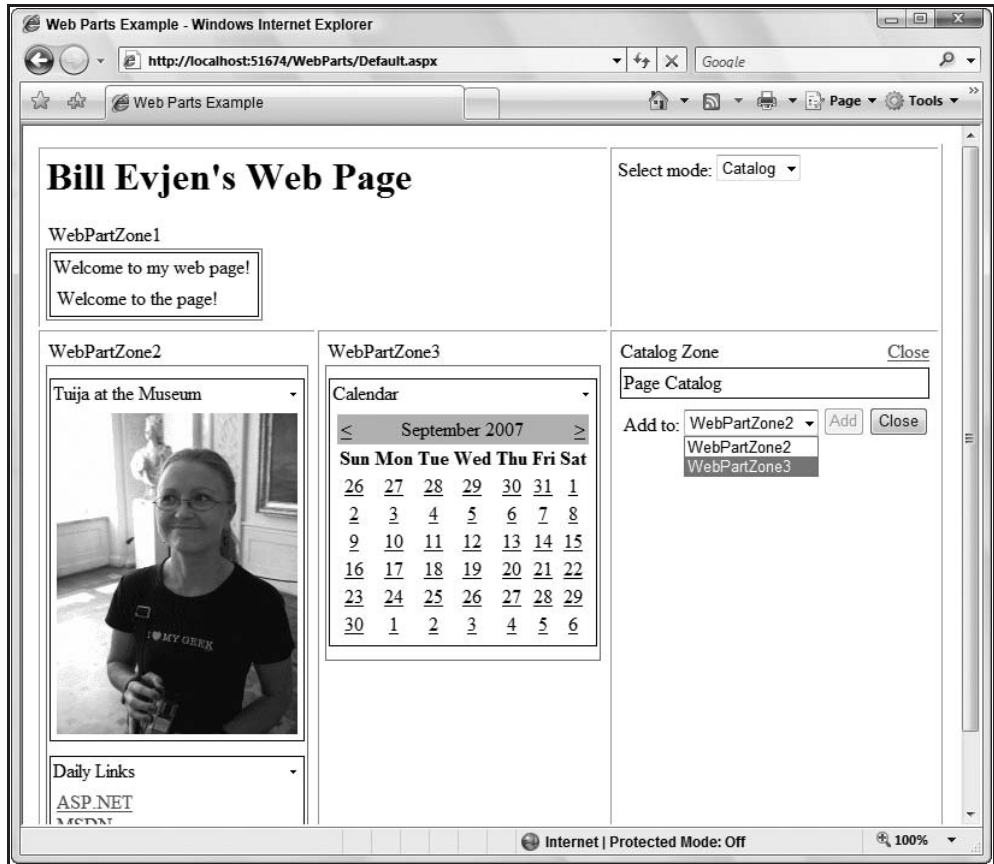 Web Parts Example - Windows Internet Explorer
http://localhost:51674/WebParts/Default.aspx
Google
Web Parts Example
Page
Tools
Bill Evjen's Web Page
Select mode: Catalog
WebPartZone1
Welcome to my web page!
Welcome to the page!
WebPartZone2
Tuija at the Museum
I ♥ MY GEEK
Daily Links
ASP.NET
MSDN
WebPartZone3
Calendar
< September 2007 >
Sun Mon Tue Wed Thu Fri Sat
26 27 28 29 30 31 1
2 3 4 5 6 7 8
9 10 11 12 13 14 15
16 17 18 19 20 21 22
23 24 25 26 27 28 29
30 1 2 3 4 5 6
Catalog Zone Close
Page Catalog
Add to: WebPartZone2 Add Close
WebPartZone2
WebPartZone3
Internet | Protected Mode: Off
100%